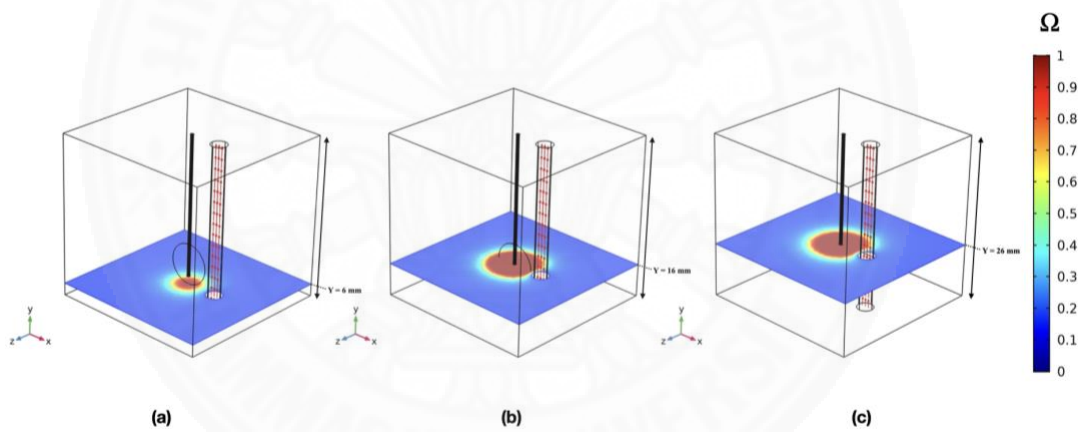 Ω
1
0.9
0.8
0.7
0.6
0.5
0.4
0.3
0.2
0.1
0
Y = 6 mm
Y = 16 mm
Y = 26 mm
y
z
x
y
z
x
y
z
x
(a)
(b)
(c)